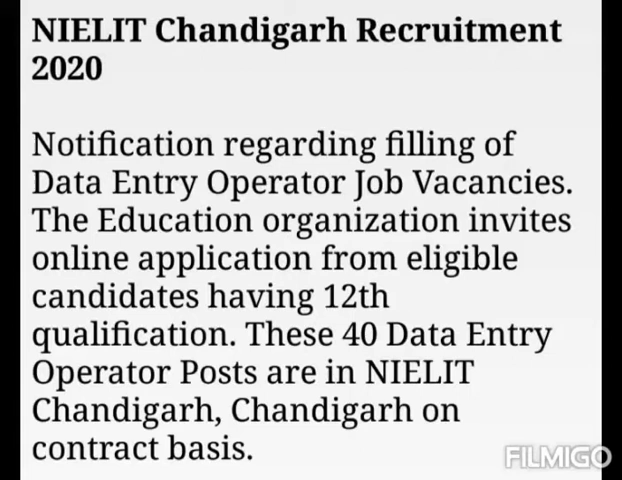 NIELIT Chandigarh Recruitment
2020
Notification regarding filling of
Data Entry Operator Job Vacancies.
The Education organization invites
online application from eligible
candidates having 12th
qualification. These 40 Data Entry
Operator Posts are in NIELIT
Chandigarh, Chandigarh on
contract basis.
FILMIGO